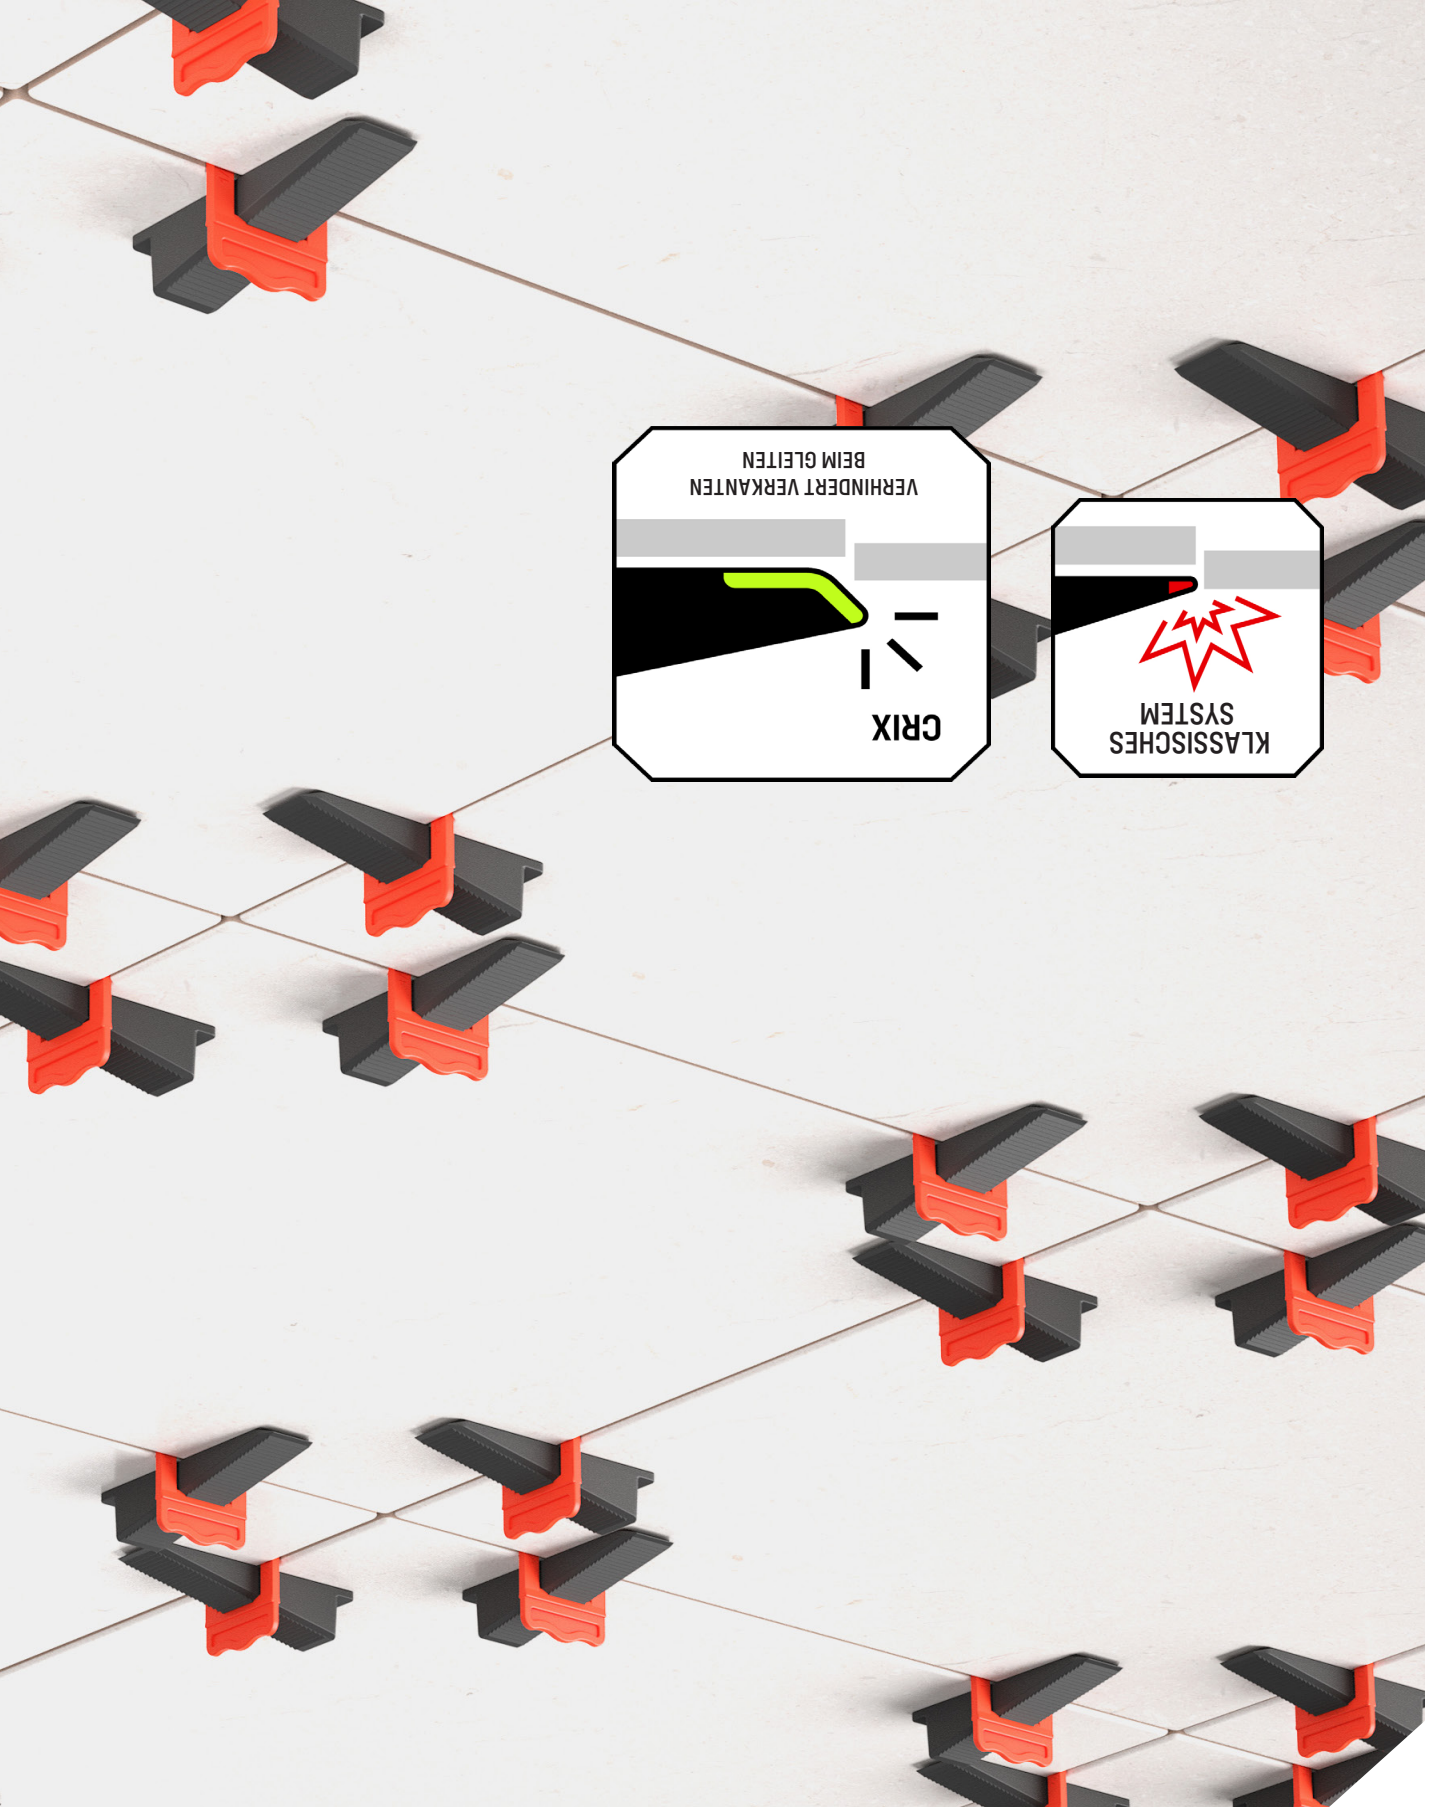 KLASSISCHES
SYSTEM
CRIX
VERHINDERT VERKANTEN
BEIM GLEITEN